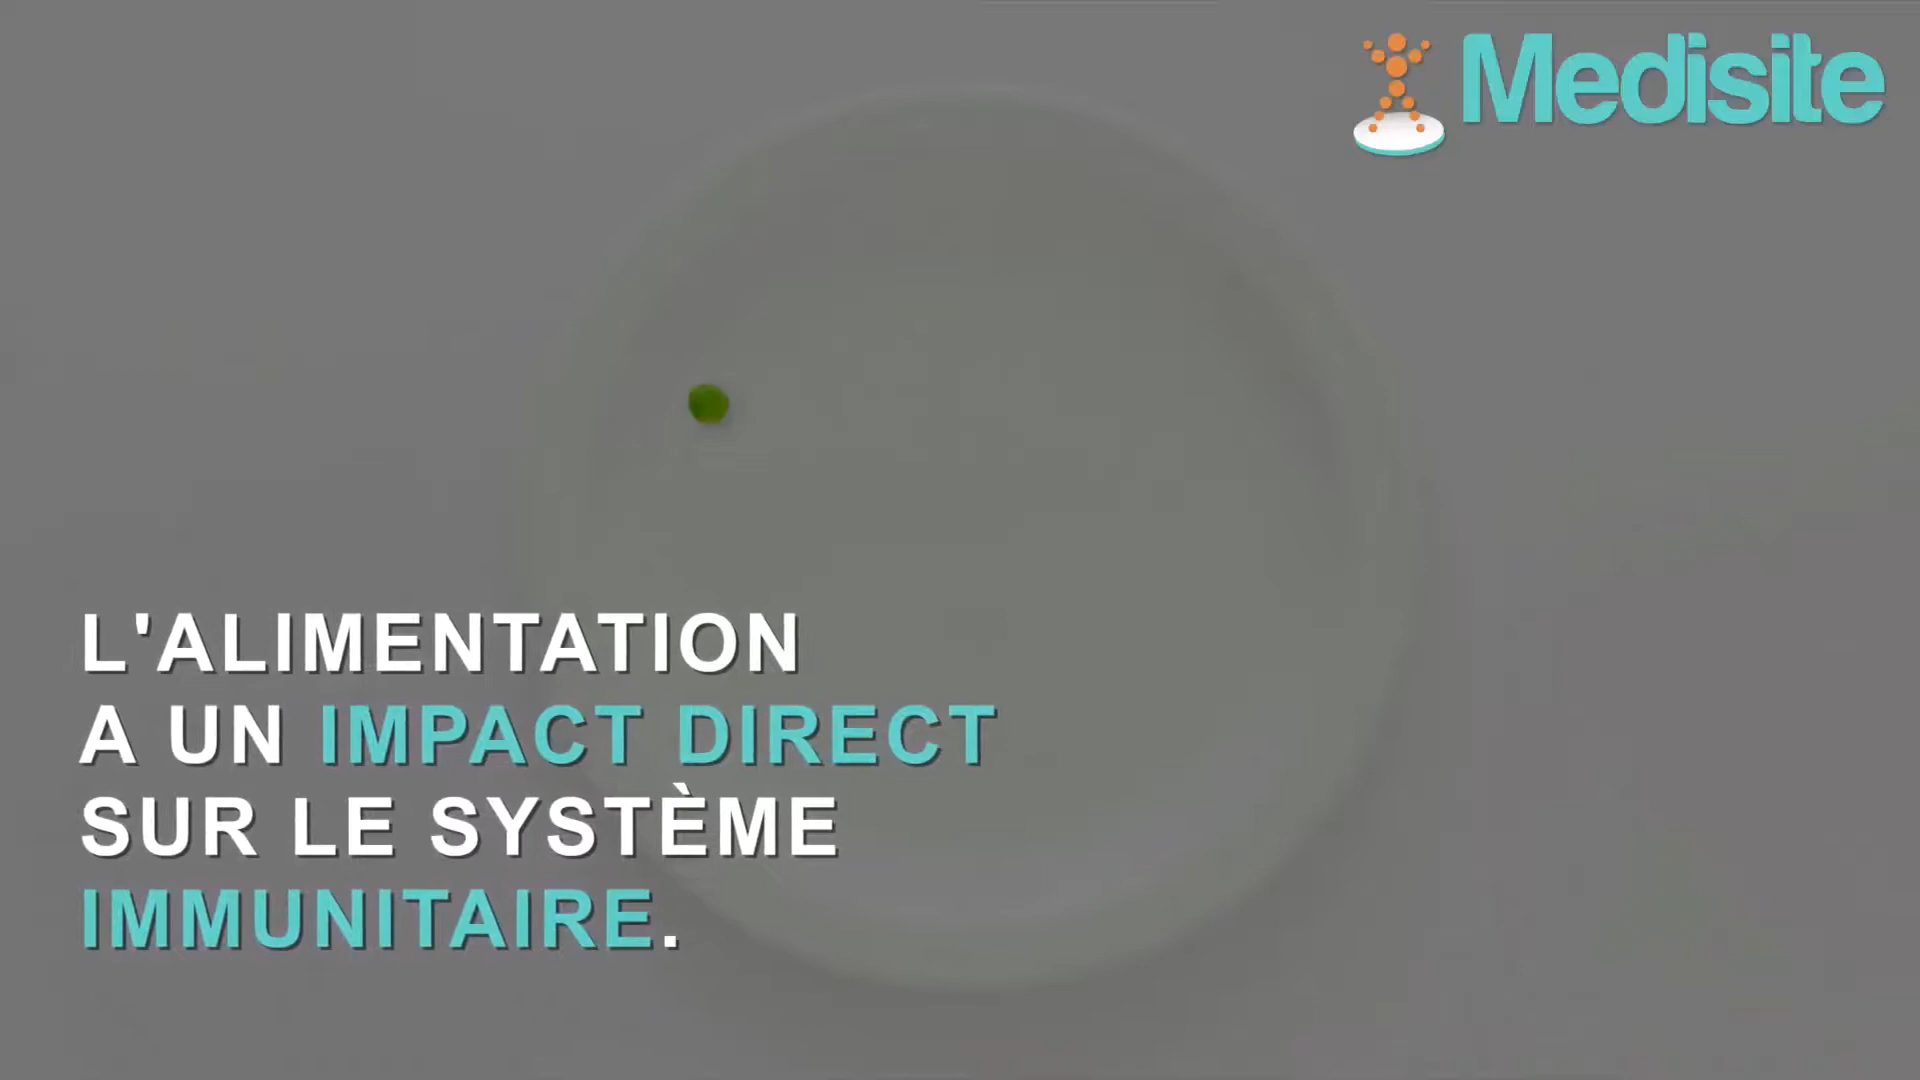 Medisite
L'ALIMENTATION
A UN IMPACT DIRECT
SUR LE SYSTÈME
IMMUNITAIRE.